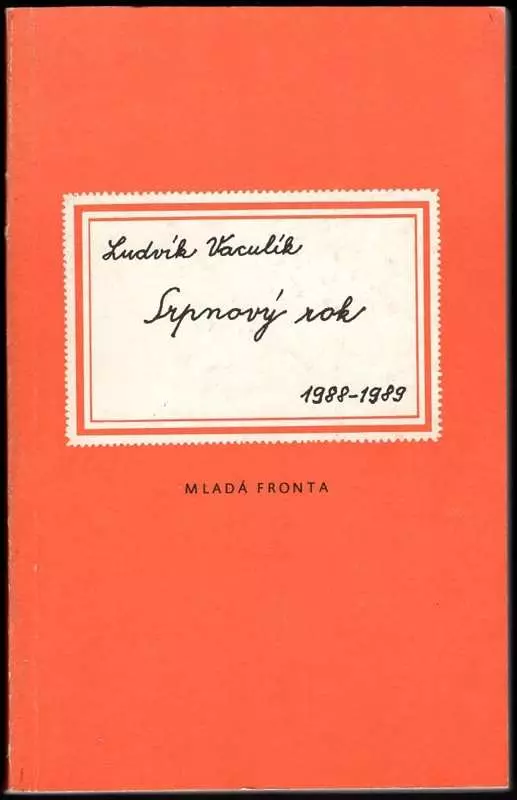 Ludvík Vaculík
Srpnový rok
1988-1989
MLADÁ FRONTA